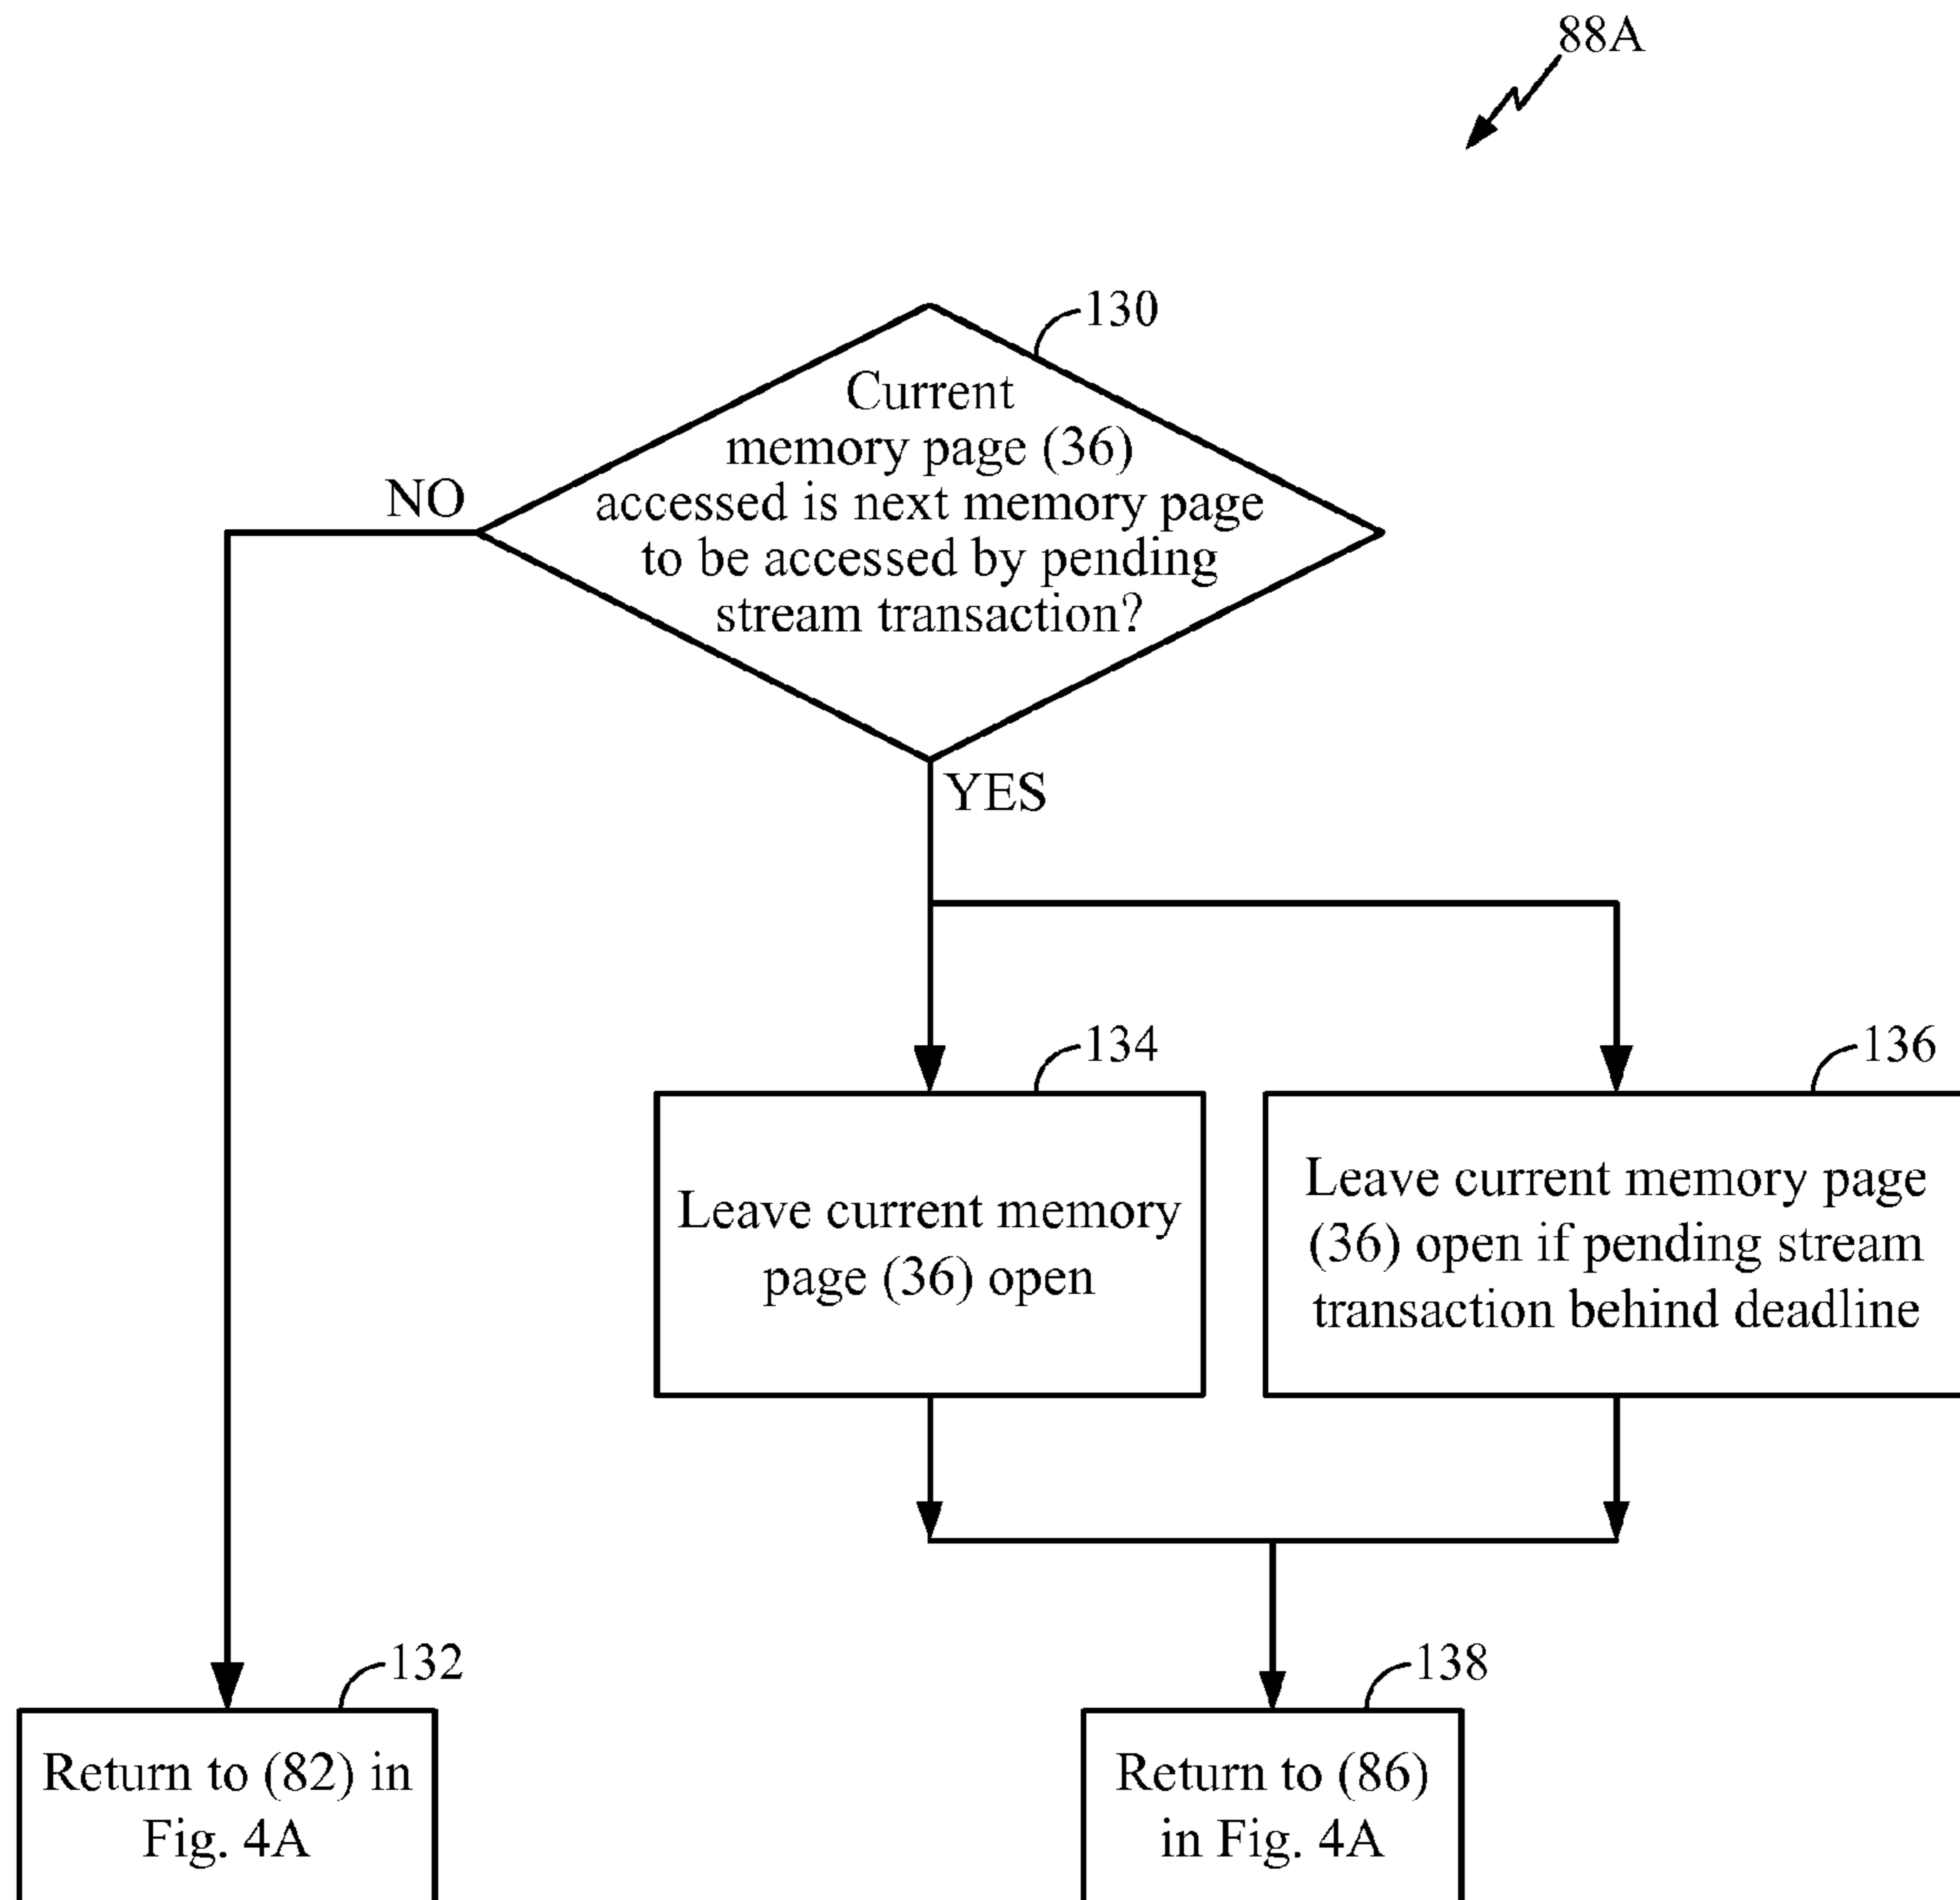 88A
130
Current
memory page (36)
accessed is next memory page
to be accessed by pending
stream transaction?
NO
YES
134
136
Leave current memory
page (36) open
Leave current memory page
(36) open if pending stream
transaction behind deadline
132
138
Return to (82) in
Fig. 4A
Return to (86)
in Fig. 4A